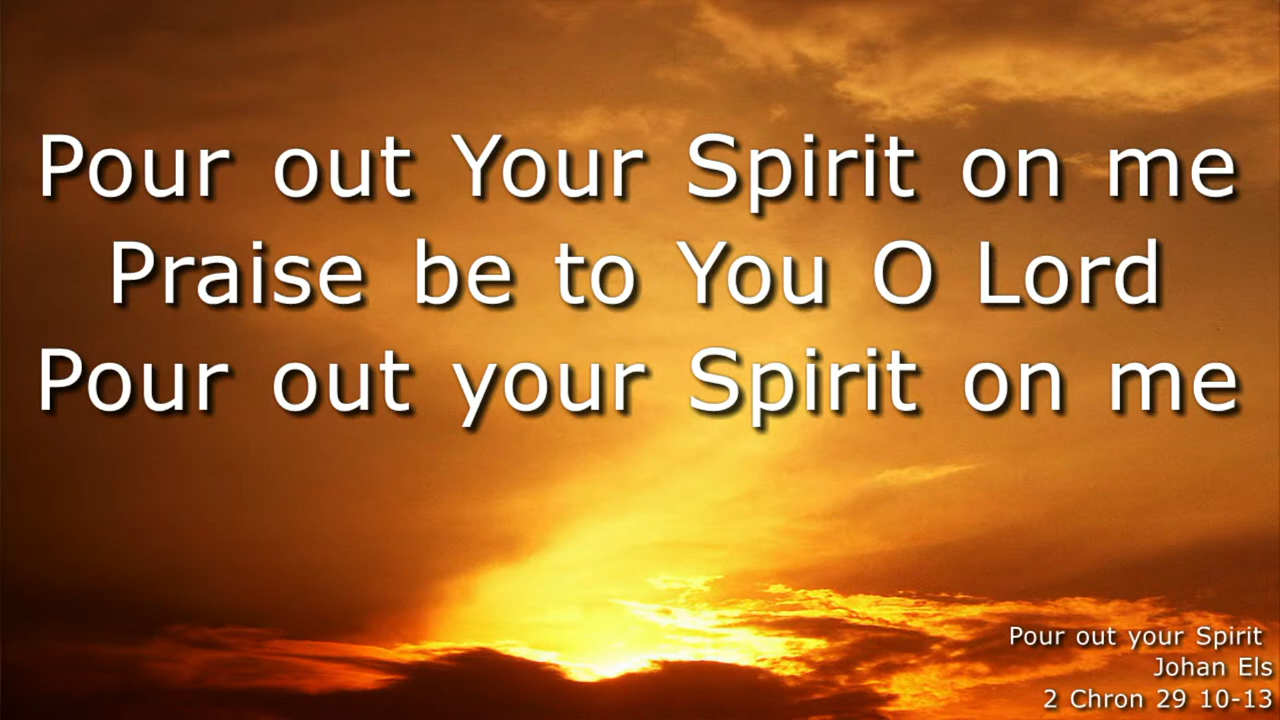 Pour out Your Spirit on me
Praise be to You O Lord
Pour out your Spirit on me
Pour out your Spirit
Johan Els
2 Chron 29 10-13